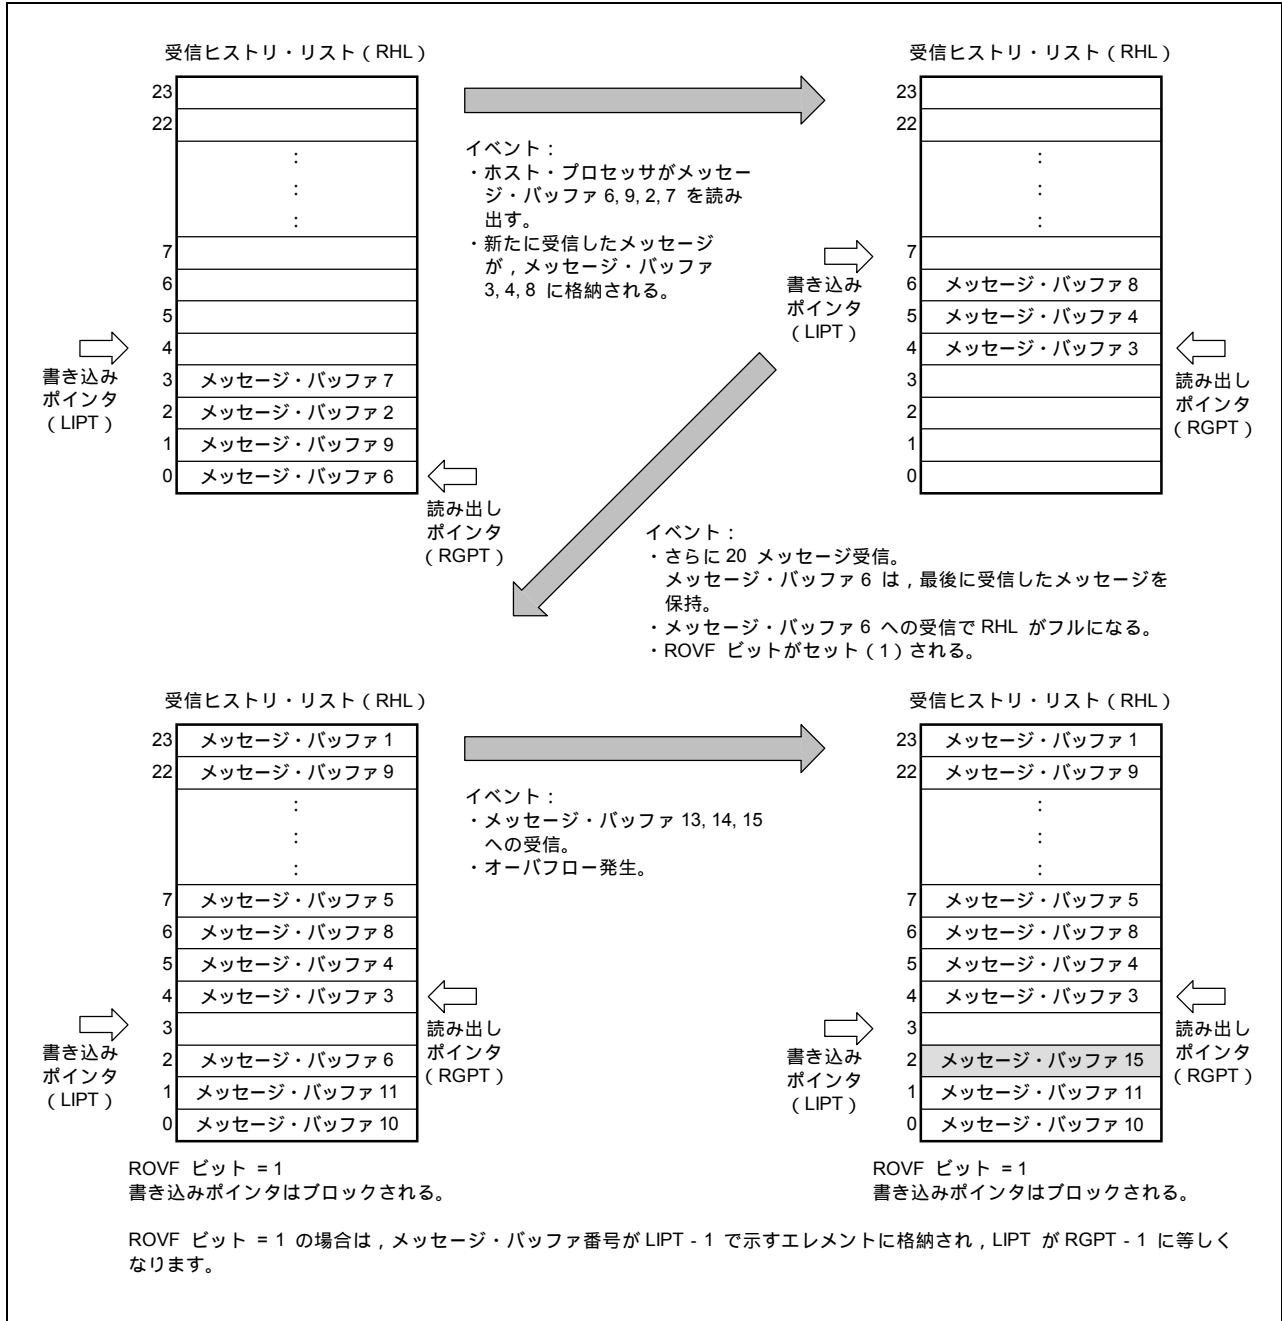 受信ヒストリ・リスト ( RHL )
23
22
:
:
:
7
6
5
4
3 メッセージ・バッファ 7
2 メッセージ・バッファ 2
1 メッセージ・バッファ 9
0 メッセージ・バッファ 6
書き込み
ポインタ
( LIPT )
読み出し
ポインタ
( RGPT )
イベント :
・ホスト・プロセッサがメッセー
ジ・バッファ 6, 9, 2, 7 を読み
出す。
・新たに受信したメッセージ
が , メッセージ・バッファ
3, 4, 8 に格納される。
受信ヒストリ・リスト ( RHL )
23
22
:
:
:
7
6 メッセージ・バッファ 8
5 メッセージ・バッファ 4
4 メッセージ・バッファ 3
3
2
1
0
書き込み
ポインタ
( LIPT )
読み出し
ポインタ
( RGPT )
イベント :
・さらに 20 メッセージ受信。
メッセージ・バッファ 6 は , 最後に受信したメッセージを
保持。
・メッセージ・バッファ 6 への受信で RHL がフルになる。
・ROVF ビットがセット ( 1 ) される。
受信ヒストリ・リスト ( RHL )
23 メッセージ・バッファ 1
22 メッセージ・バッファ 9
:
:
:
7 メッセージ・バッファ 5
6 メッセージ・バッファ 8
5 メッセージ・バッファ 4
4 メッセージ・バッファ 3
3
2 メッセージ・バッファ 6
1 メッセージ・バッファ 11
0 メッセージ・バッファ 10
書き込み
ポインタ
( LIPT )
読み出し
ポインタ
( RGPT )
ROVF ビット = 1
書き込みポインタはブロックされる。
イベント :
・メッセージ・バッファ 13, 14, 15
への受信。
・オーバフロー発生。
受信ヒストリ・リスト ( RHL )
23 メッセージ・バッファ 1
22 メッセージ・バッファ 9
:
:
:
7 メッセージ・バッファ 5
6 メッセージ・バッファ 8
5 メッセージ・バッファ 4
4 メッセージ・バッファ 3
3
2 メッセージ・バッファ 15
1 メッセージ・バッファ 11
0 メッセージ・バッファ 10
書き込み
ポインタ
( LIPT )
読み出し
ポインタ
( RGPT )
ROVF ビット = 1
書き込みポインタはブロックされる。
ROVF ビット = 1 の場合は , メッセージ・バッファ番号が LIPT - 1 で示すエレメントに格納され , LIPT が RGPT - 1 に等しく
なります。